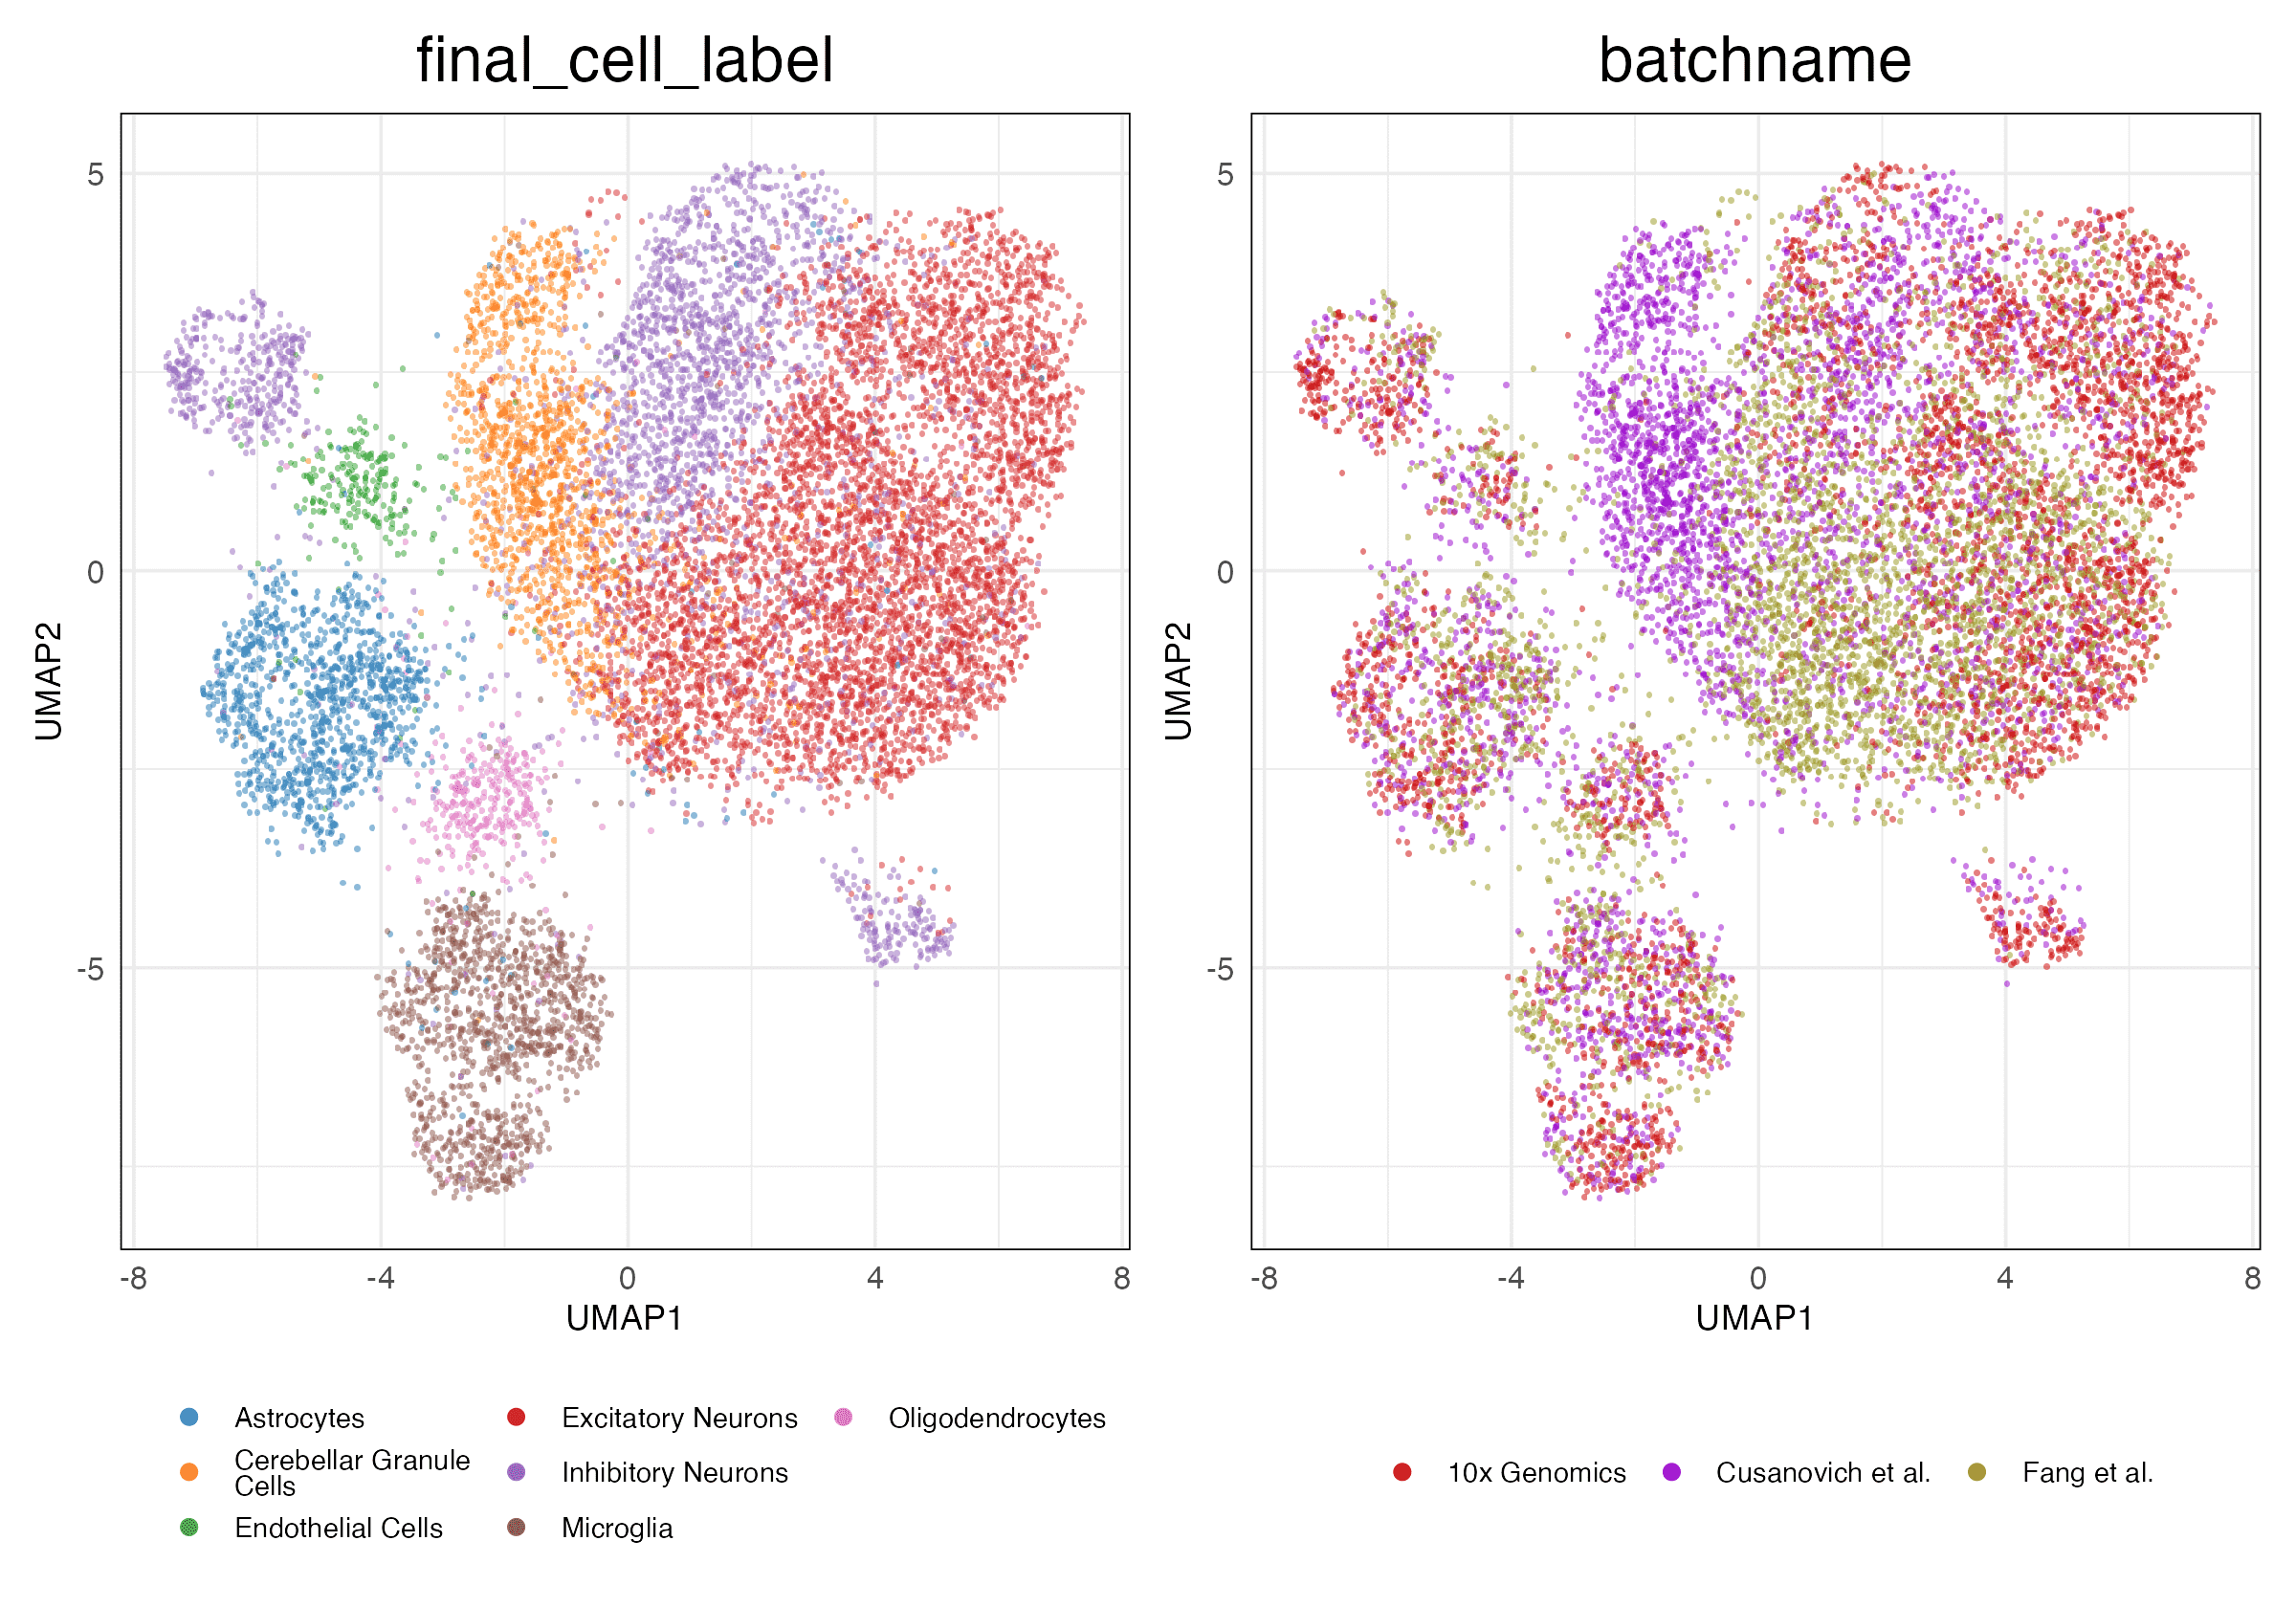 final_cell_label
batchname
5
0
-5
UMAP2
-8
-4
0
4
8
UMAP1
5
0
-5
UMAP2
-8
-4
0
4
8
UMAP1
Astrocytes
Excitatory Neurons
Oligodendrocytes
Cerebellar Granule
Cells
Inhibitory Neurons
Endothelial Cells
Microglia
10x Genomics
Cusanovich et al.
Fang et al.